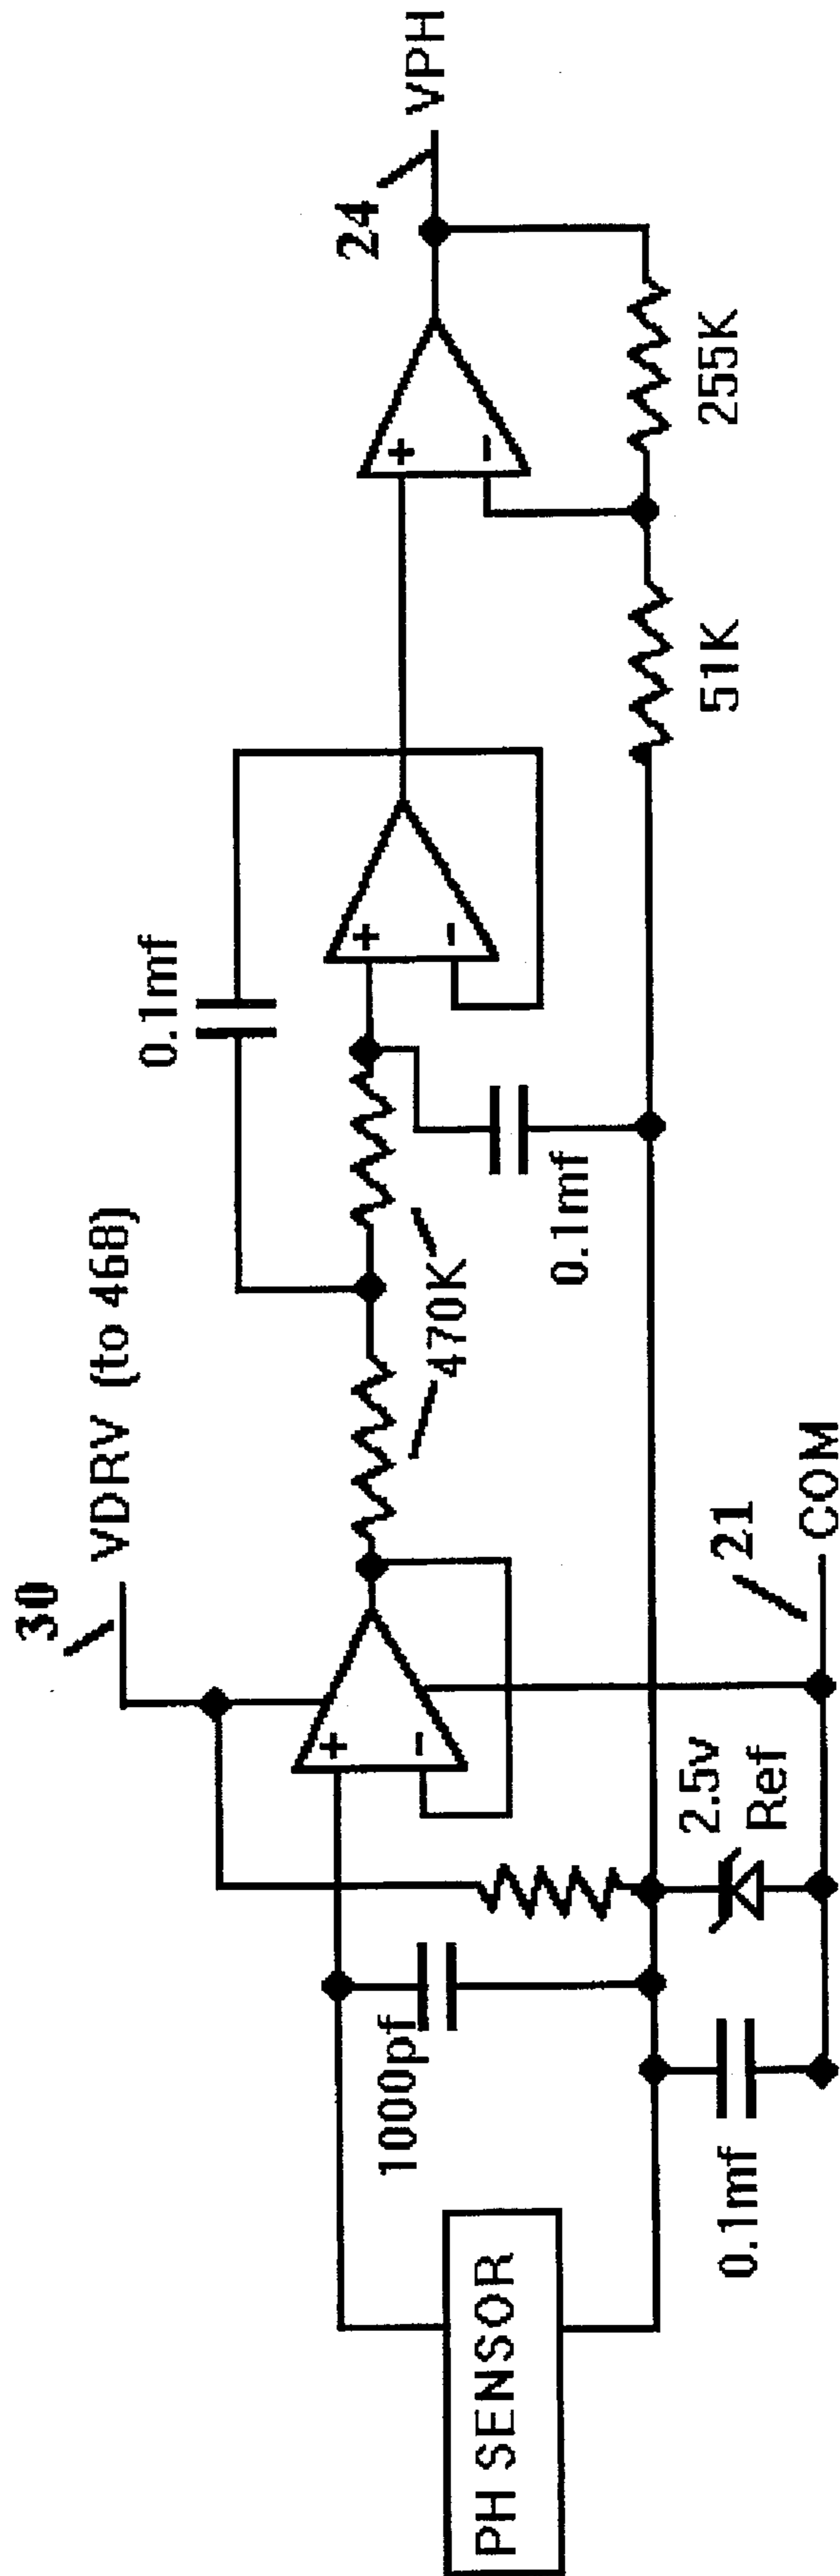 30
VDRV (to 468)
0.1mf
24
VPH
+
-
+
-
+
-
470K
0.1mf
1000pf
PH SENSOR
0.1mf
2.5v
Ref
21
COM
51K
255K